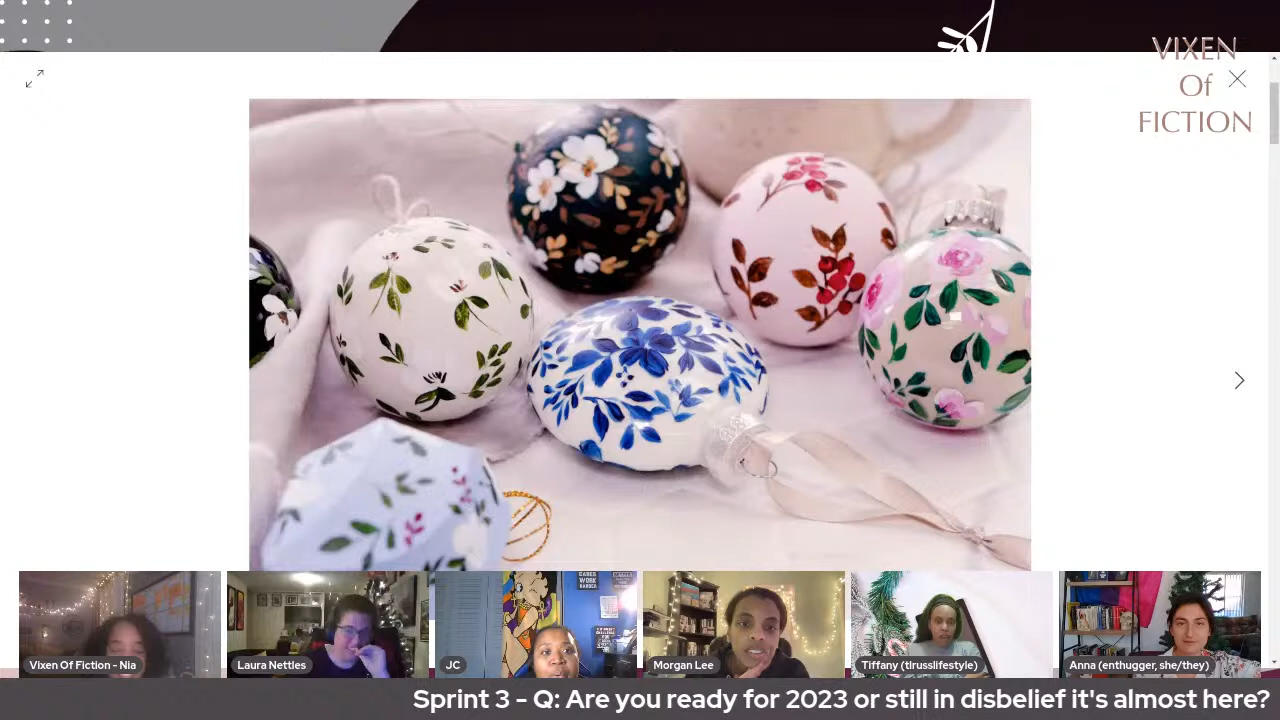 VIXEN
Of
FICTION
Vixen Of Fiction - Nia
Laura Nettles
JC
Morgan Lee
Tiffany (tlrusslifestyle)
Anna (enthugger, she/they)
Sprint 3 - Q: Are you ready for 2023 or still in disbelief it's almost here?